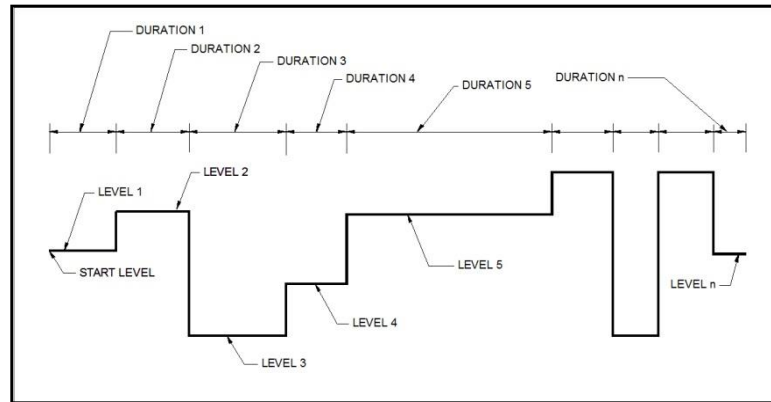 DURATION 1
DURATION 2
DURATION 3
DURATION 4
DURATION 5
DURATION n
LEVEL 1
LEVEL 2
START LEVEL
LEVEL 3
LEVEL 4
LEVEL 5
LEVEL n